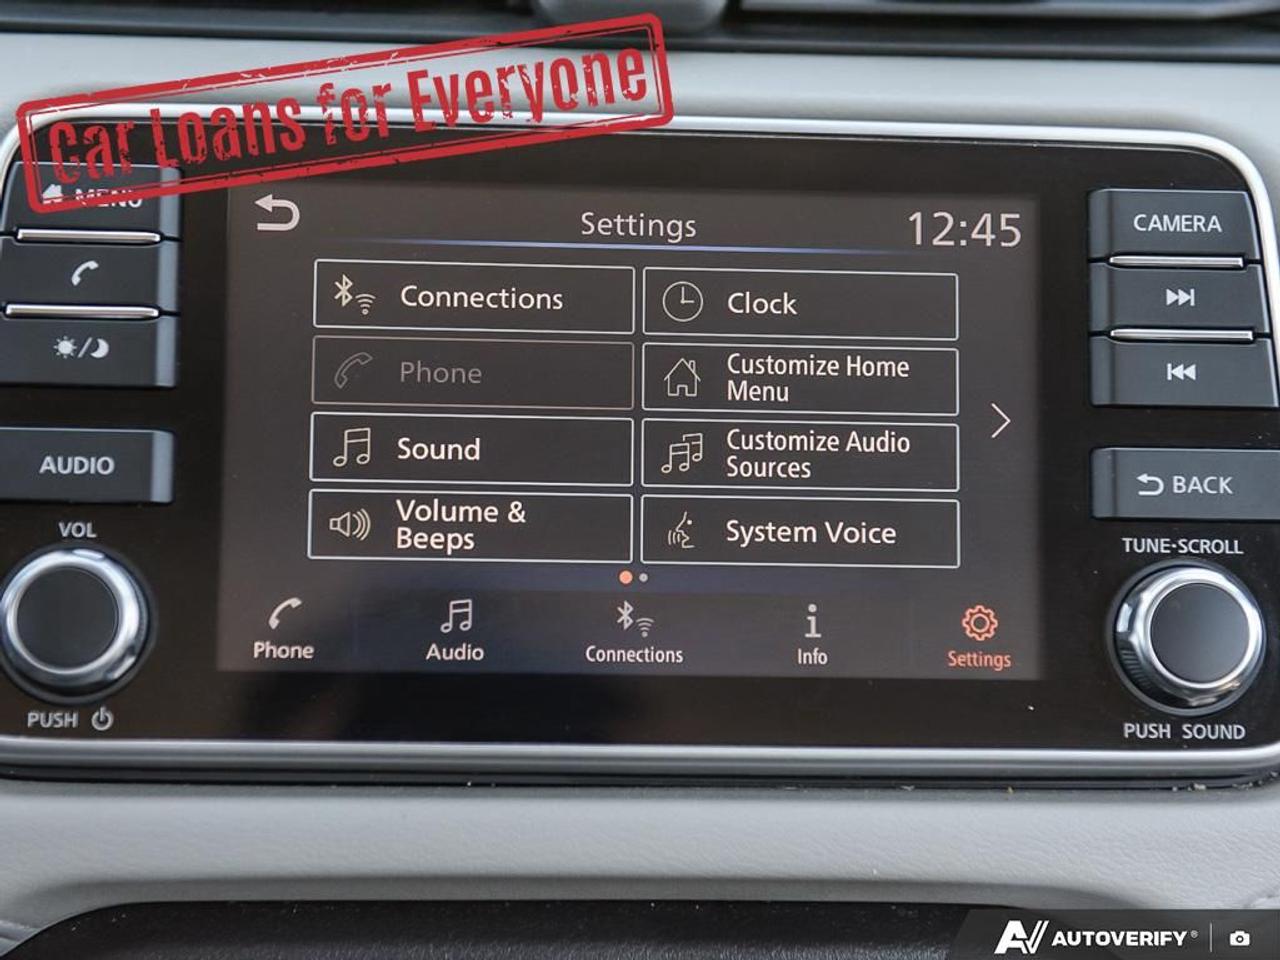 Car Loans for Everyone
MENU
Settings
12:45
CAMERA
Connections
Clock
Phone
Customize Home
Menu
Sound
Customize Audio
Sources
AUDIO
BACK
Volume &
Beeps
System Voice
VOL
TUNE·SCROLL
Phone
Audio
Connections
Info
Settings
PUSH
PUSH SOUND
AUTOVERIFY®